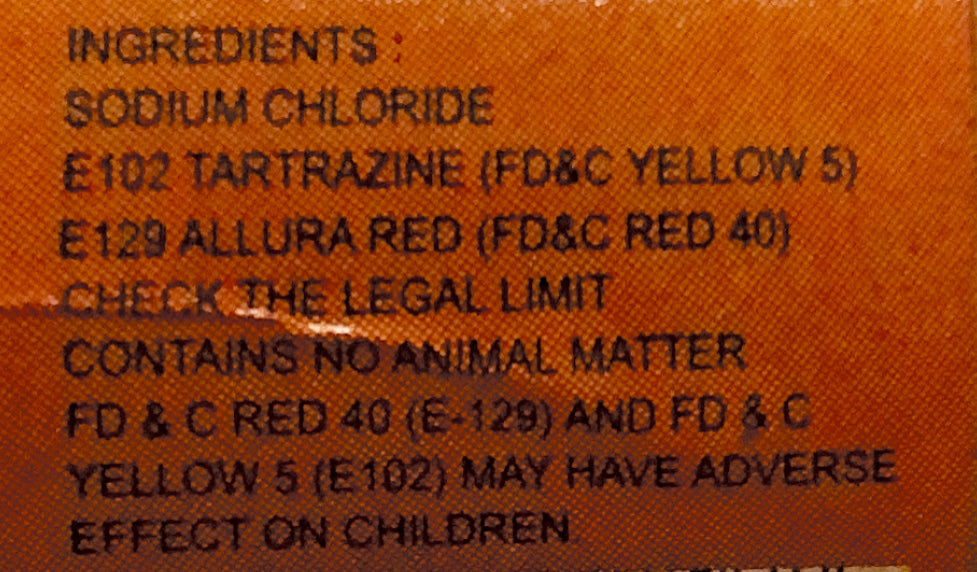 INGREDIENTS :
SODIUM CHLORIDE
E102 TARTRAZINE (FD&C YELLOW 5)
E129 ALLURA RED (FD&C RED 40)
CHECK THE LEGAL LIMIT
CONTAINS NO ANIMAL MATTER
FD & C RED 40 (E-129) AND FD & C
YELLOW 5 (E102) MAY HAVE ADVERSE
EFFECT ON CHILDREN